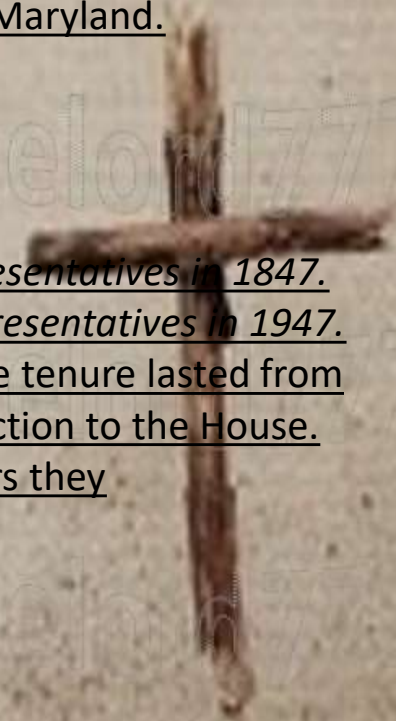 Maryland.
esentatives in 1847.
resentatives in 1947.
e tenure lasted from
ction to the House.
rs they